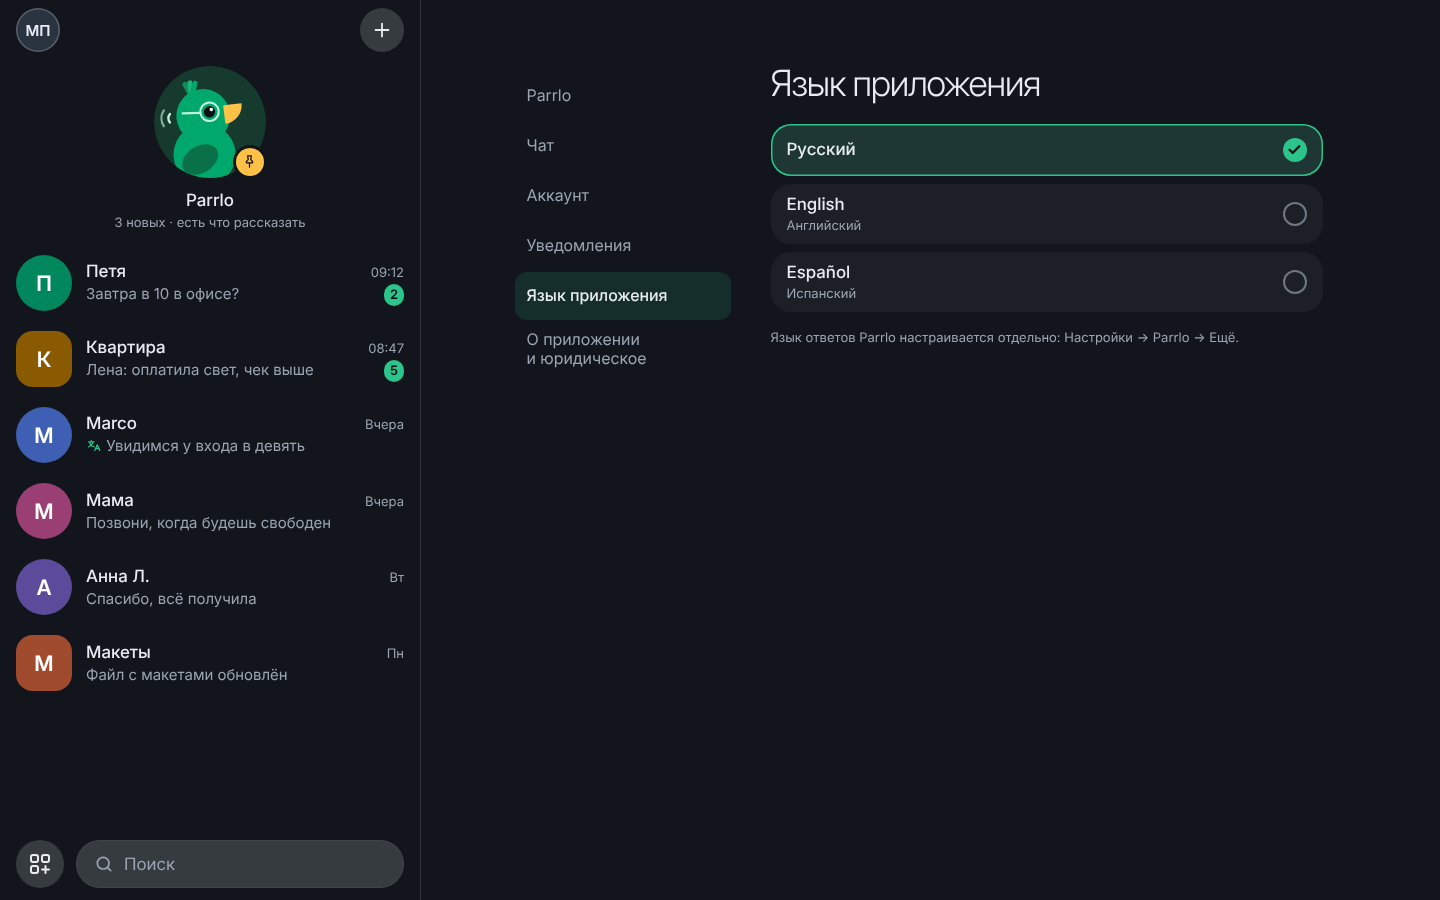 МП
Parrlo
3 новых · есть что рассказать
П
Петя
09:12
Завтра в 10 в офисе?
2
К
Квартира
08:47
Лена: оплатила свет, чек выше
5
M
Marco
Вчера
Увидимся у входа в девять
М
Мама
Вчера
Позвони, когда будешь свободен
А
Анна Л.
Вт
Спасибо, всё получила
М
Макеты
Пн
Файл с макетами обновлён
Поиск
Parrlo
Чат
Аккаунт
Уведомления
Язык приложения
О приложении
и юридическое
Язык приложения
Русский
English
Английский
Español
Испанский
Язык ответов Parrlo настраивается отдельно: Настройки → Parrlo → Ещё.